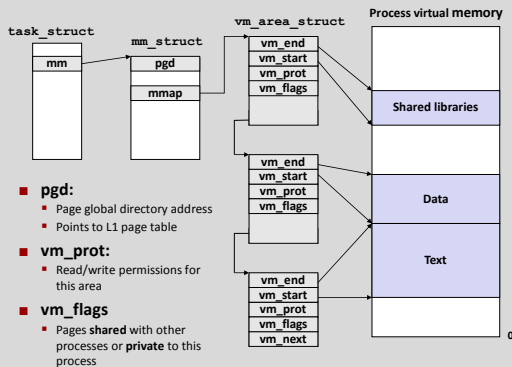 task_struct
mm
mm_struct
pgd
mmap
vm_area_struct
vm_end
vm_start
vm_prot
vm_flags
vm_end
vm_start
vm_prot
vm_flags
vm_end
vm_start
vm_prot
vm_flags
vm_next
Process virtual memory
Shared libraries
Data
Text
0
pgd:
Page global directory address
Points to L1 page table
vm_prot:
Read/write permissions for
this area
vm_flags
Pages shared with other
processes or private to this
process